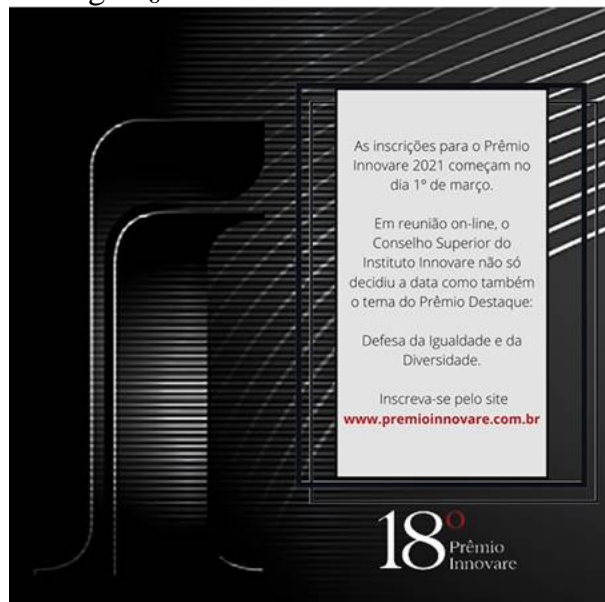 As inscrições para o Prêmio
Innovare 2021 começam no
dia 1º de março.
Em reunião on-line, o
Conselho Superior do
Instituto Innovare não só
decidiu a data como também
o tema do Prêmio Destaque:
Defesa da Igualdade e da
Diversidade.
Inscreva-se pelo site
www.premioinnovare.com.br
18º
Prêmio
Innovare